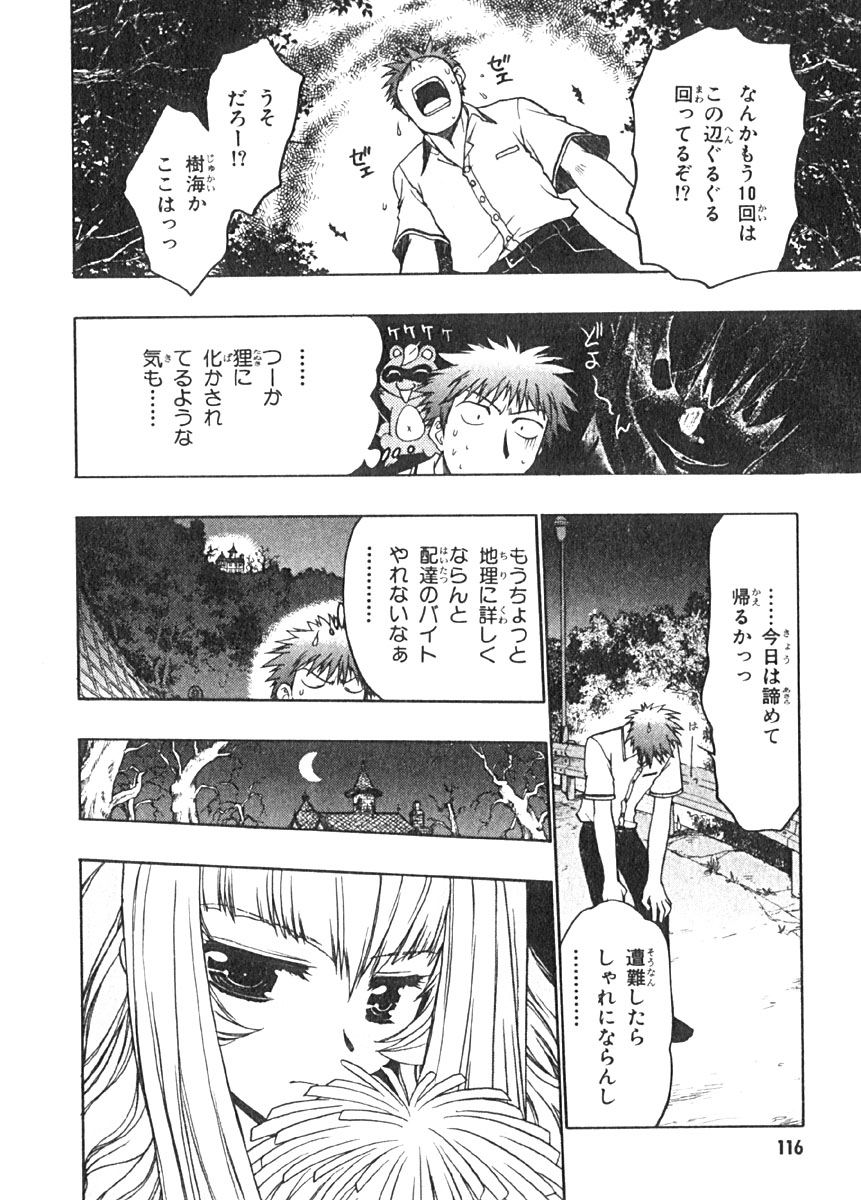 なんかもう10回は
この辺ぐるぐる
回ってるぞ!?
ゼエ
ゼエ
うそ
だろー!?
樹海か
ここはっっ
どよ〜ん
ケケケケ
……
つーか
狸に
化かされ
てるような
気も……
……今日は諦めて
帰るかっっ
は
遭難したら
しゃれにならんし
………
もうちょっと
地理に詳しく
ならんと
配達のバイト
やれないなぁ
………
116